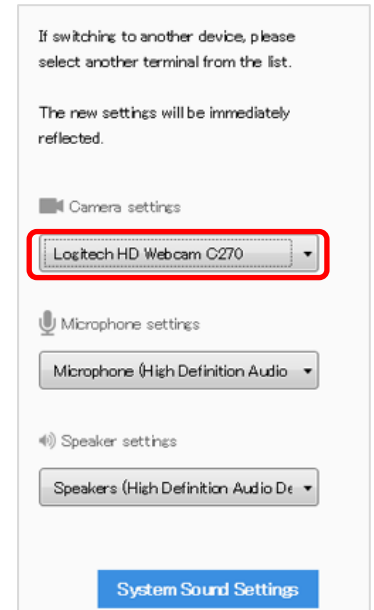 If switching to another device, please
select another terminal from the list.
The new settings will be immediately
reflected.
Camera settings
Logitech HD Webcam C270
Microphone settings
Microphone (High Definition Audio
Speaker settings
Speakers (High Definition Audio De
System Sound Settings